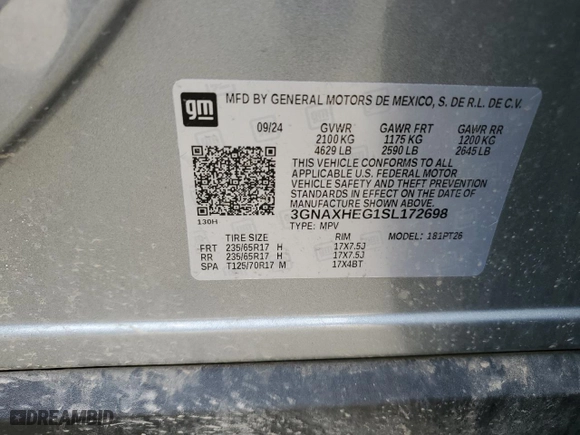 gm MFD BY GENERAL MOTORS DE MEXICO, S. DE R.L. DE C.V.
09/24 GVWR GAWR FRT GAWR RR
2100 KG 1175 KG 1200 KG
4629 LB 2590 LB 2645 LB
THIS VEHICLE CONFORMS TO ALL
APPLICABLE U.S. FEDERAL MOTOR
VEHICLE SAFETY AND THEFT PREVENTION
STANDARDS IN EFFECT ON THE DATE OF
MANUFACTURE SHOWN ABOVE.
3GNAXHEG1SL172698
130H TYPE: MPV MODEL: 181PT26
TIRE SIZE RIM
FRT 235/65R17 H 17X7.5J
RR 235/65R17 H 17X7.5J
SPA T125/70R17 M 17X4BT
DREAMBID